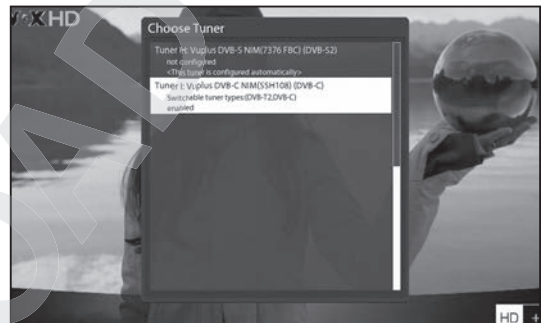 VOXHD
Choose Tuner
Tuner H: Vuplus DVB-S NIM(7376 FBC) (DVB-S2)
not configured
<This tuner is configured automatically>
Tuner I: Vuplus DVB-C NIM(SSH108) (DVB-C)
Switchable tuner types:(DVB-T2,DVB-C)
enabled
HD +